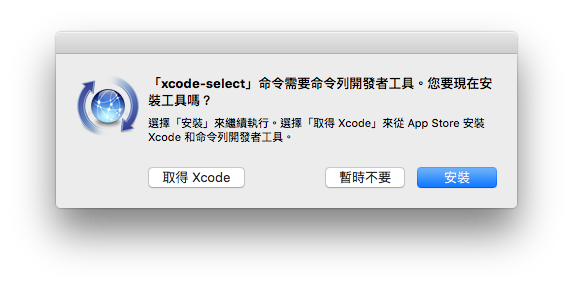 「xcode-select」命令需要命令列開發者工具。您要現在安
裝工具嗎？
選擇「安裝」來繼續執行。選擇「取得 Xcode」來從 App Store 安裝
Xcode 和命令列開發者工具。
取得 Xcode
暫時不要
安裝